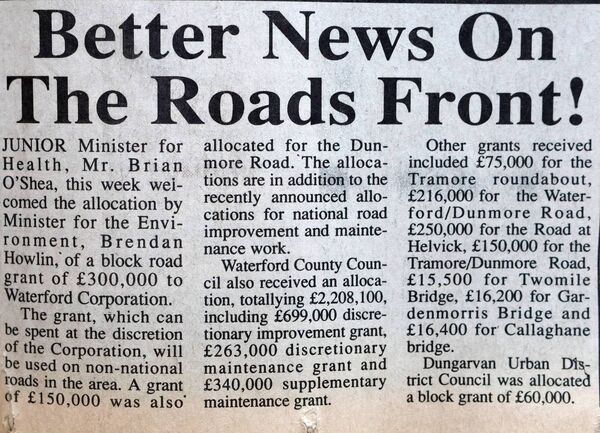 Better News On
The Roads Front!
JUNIOR Minister for
Health, Mr. Brian
O'Shea, this week wel-
comed the allocation by
Minister for the Envi-
ronment, Brendan
Howlin, of a block road
grant of £300,000 to
Waterford Corporation.
The grant, which can
be spent at the discretion
of the Corporation, will
be used on non-national
roads in the area. A grant
of £150,000 was also
allocated for the Dun-
more Road. The alloca-
tions are in addition to the
recently announced allo-
cations for national road
improvement and mainte-
nance work.
Waterford County Coun-
cil also received an alloca-
tion, totallying £2,208,100,
including £699,000 discre-
tionary improvement grant,
£263,000 discretionary
maintenance grant and
£340,000 supplementary
maintenance grant.
Other grants received
included £75,000 for the
Tramore roundabout,
£216,000 for the Water-
ford/Dunmore Road,
£250,000 for the Road at
Helvick, £150,000 for the
Tramore/Dunmore Road,
£15,500 for Twomile
Bridge, £16,200 for Gar-
denmorris Bridge and
£16,400 for Callaghane
bridge.
Dungarvan Urban Dis-
trict Council was allocated
a block grant of £60,000.